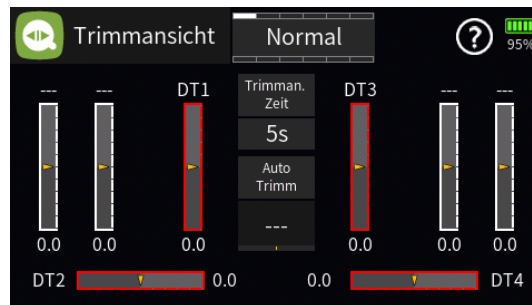 Trimmansicht Normal ? 95%
--- --- DT1 Trimman. DT3 --- ---
Zeit
5s
Auto
Trimm
---
0.0 0.0 0.0 0.0 0.0 0.0
DT2 0.0 0.0 DT4